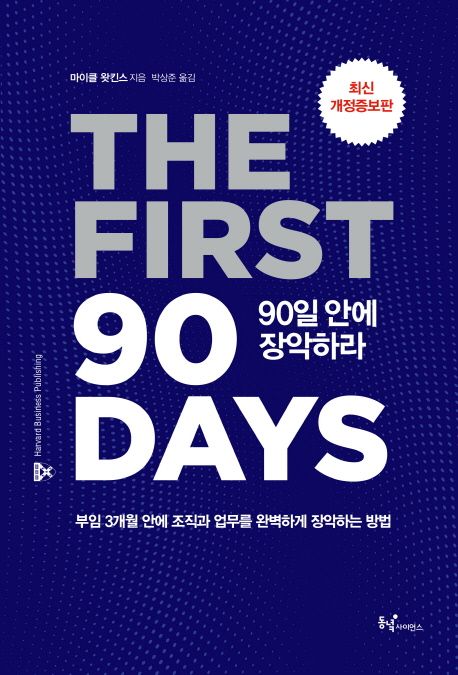 마이클 왓킨스 지음 박상준 옮김
최신
개정증보판
THE
FIRST
90
DAYS
90일 안에
장악하라
Harvard Business Publishing
부임 3개월 안에 조직과 업무를 완벽하게 장악하는 방법
동녘사이언스